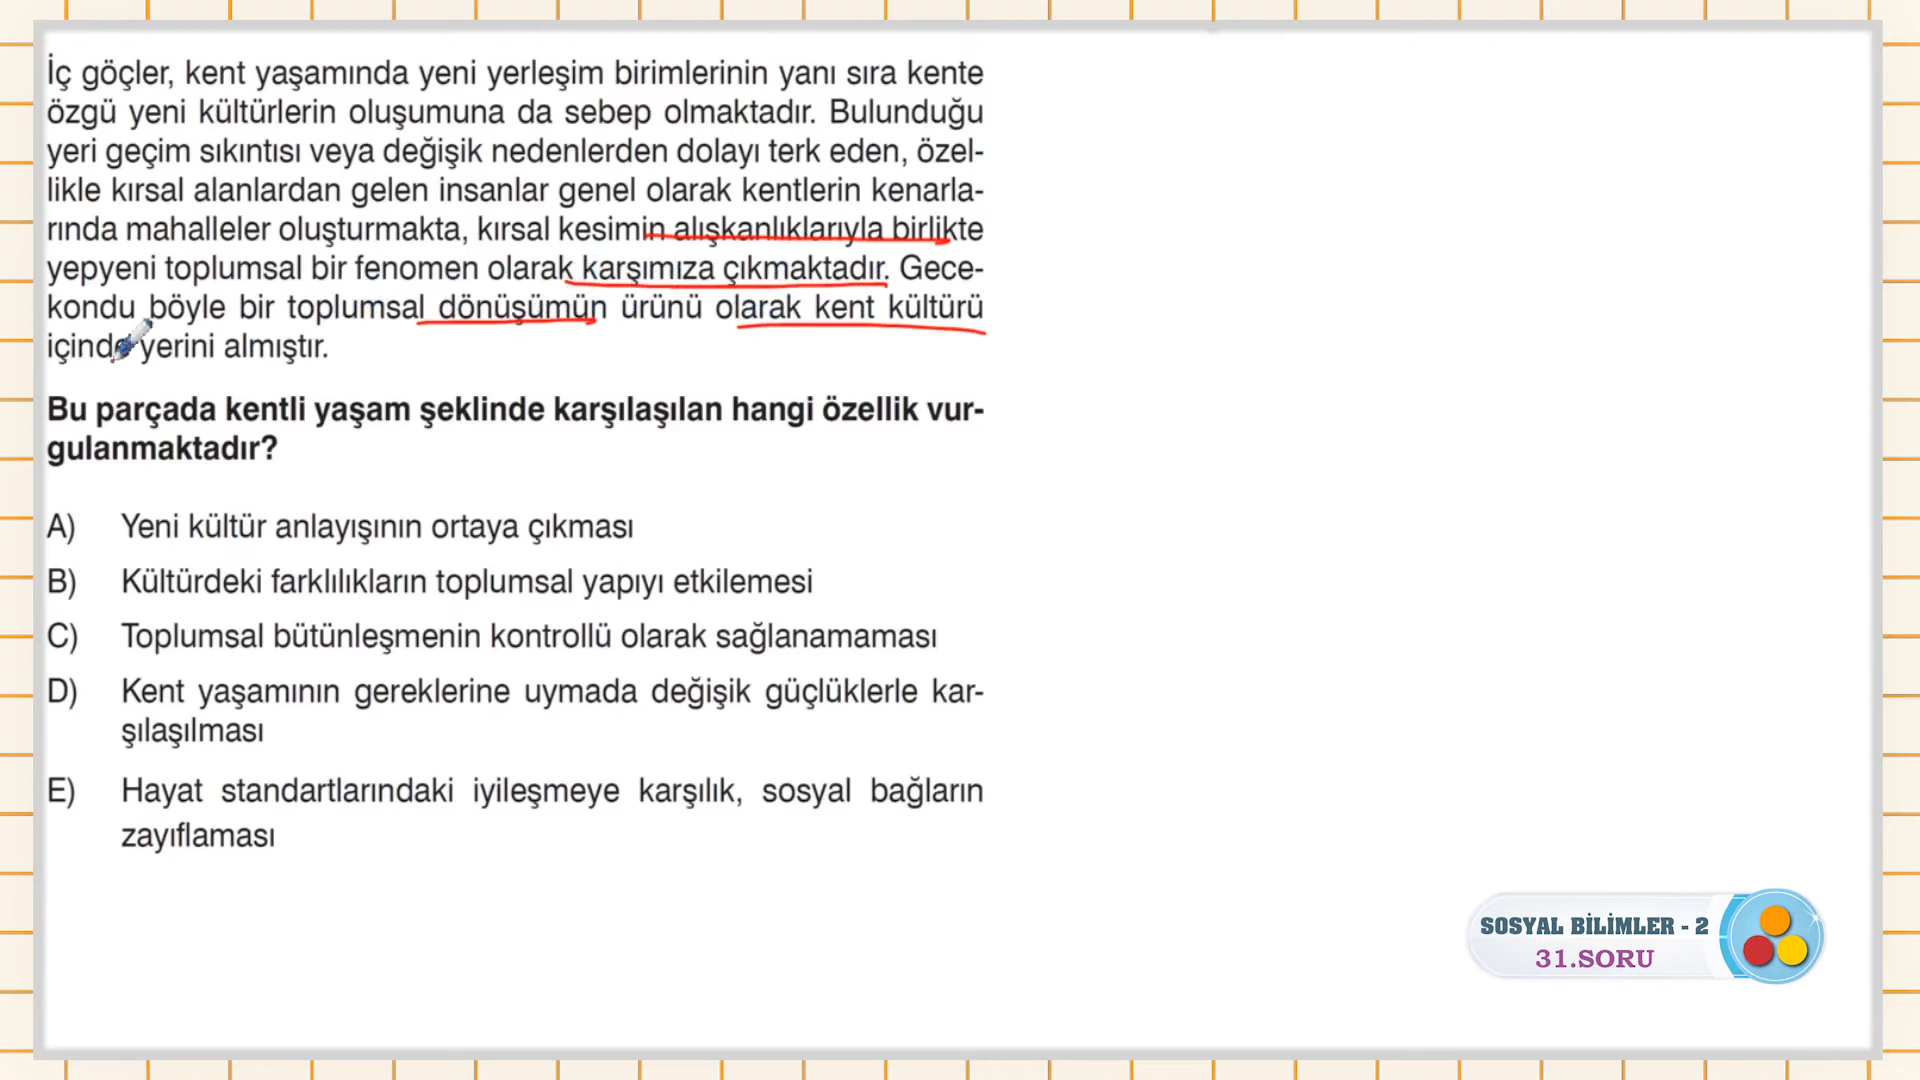 İç göçler, kent yaşamında yeni yerleşim birimlerinin yanı sıra kente
özgü yeni kültürlerin oluşumuna da sebep olmaktadır. Bulunduğu
yeri geçim sıkıntısı veya değişik nedenlerden dolayı terk eden, özel-
likle kırsal alanlardan gelen insanlar genel olarak kentlerin kenarla-
rında mahalleler oluşturmakta, kırsal kesimin alışkanlıklarıyla birlikte
yepyeni toplumsal bir fenomen olarak karşımıza çıkmaktadır. Gece-
kondu böyle bir toplumsal dönüşümün ürünü olarak kent kültürü
içinde yerini almıştır.
Bu parçada kentli yaşam şeklinde karşılaşılan hangi özellik vur-
gulanmaktadır?
A) Yeni kültür anlayışının ortaya çıkması
B) Kültürdeki farklılıkların toplumsal yapıyı etkilemesi
C) Toplumsal bütünleşmenin kontrollü olarak sağlanamaması
D) Kent yaşamının gereklerine uymada değişik güçlüklerle kar-
şılaşılması
E) Hayat standartlarındaki iyileşmeye karşılık, sosyal bağların
zayıflaması
SOSYAL BİLİMLER - 2
31.SORU